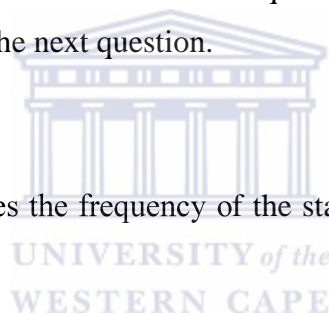 he next question.
es the frequency of the sta
UNIVERSITY of the
WESTERN CAPE